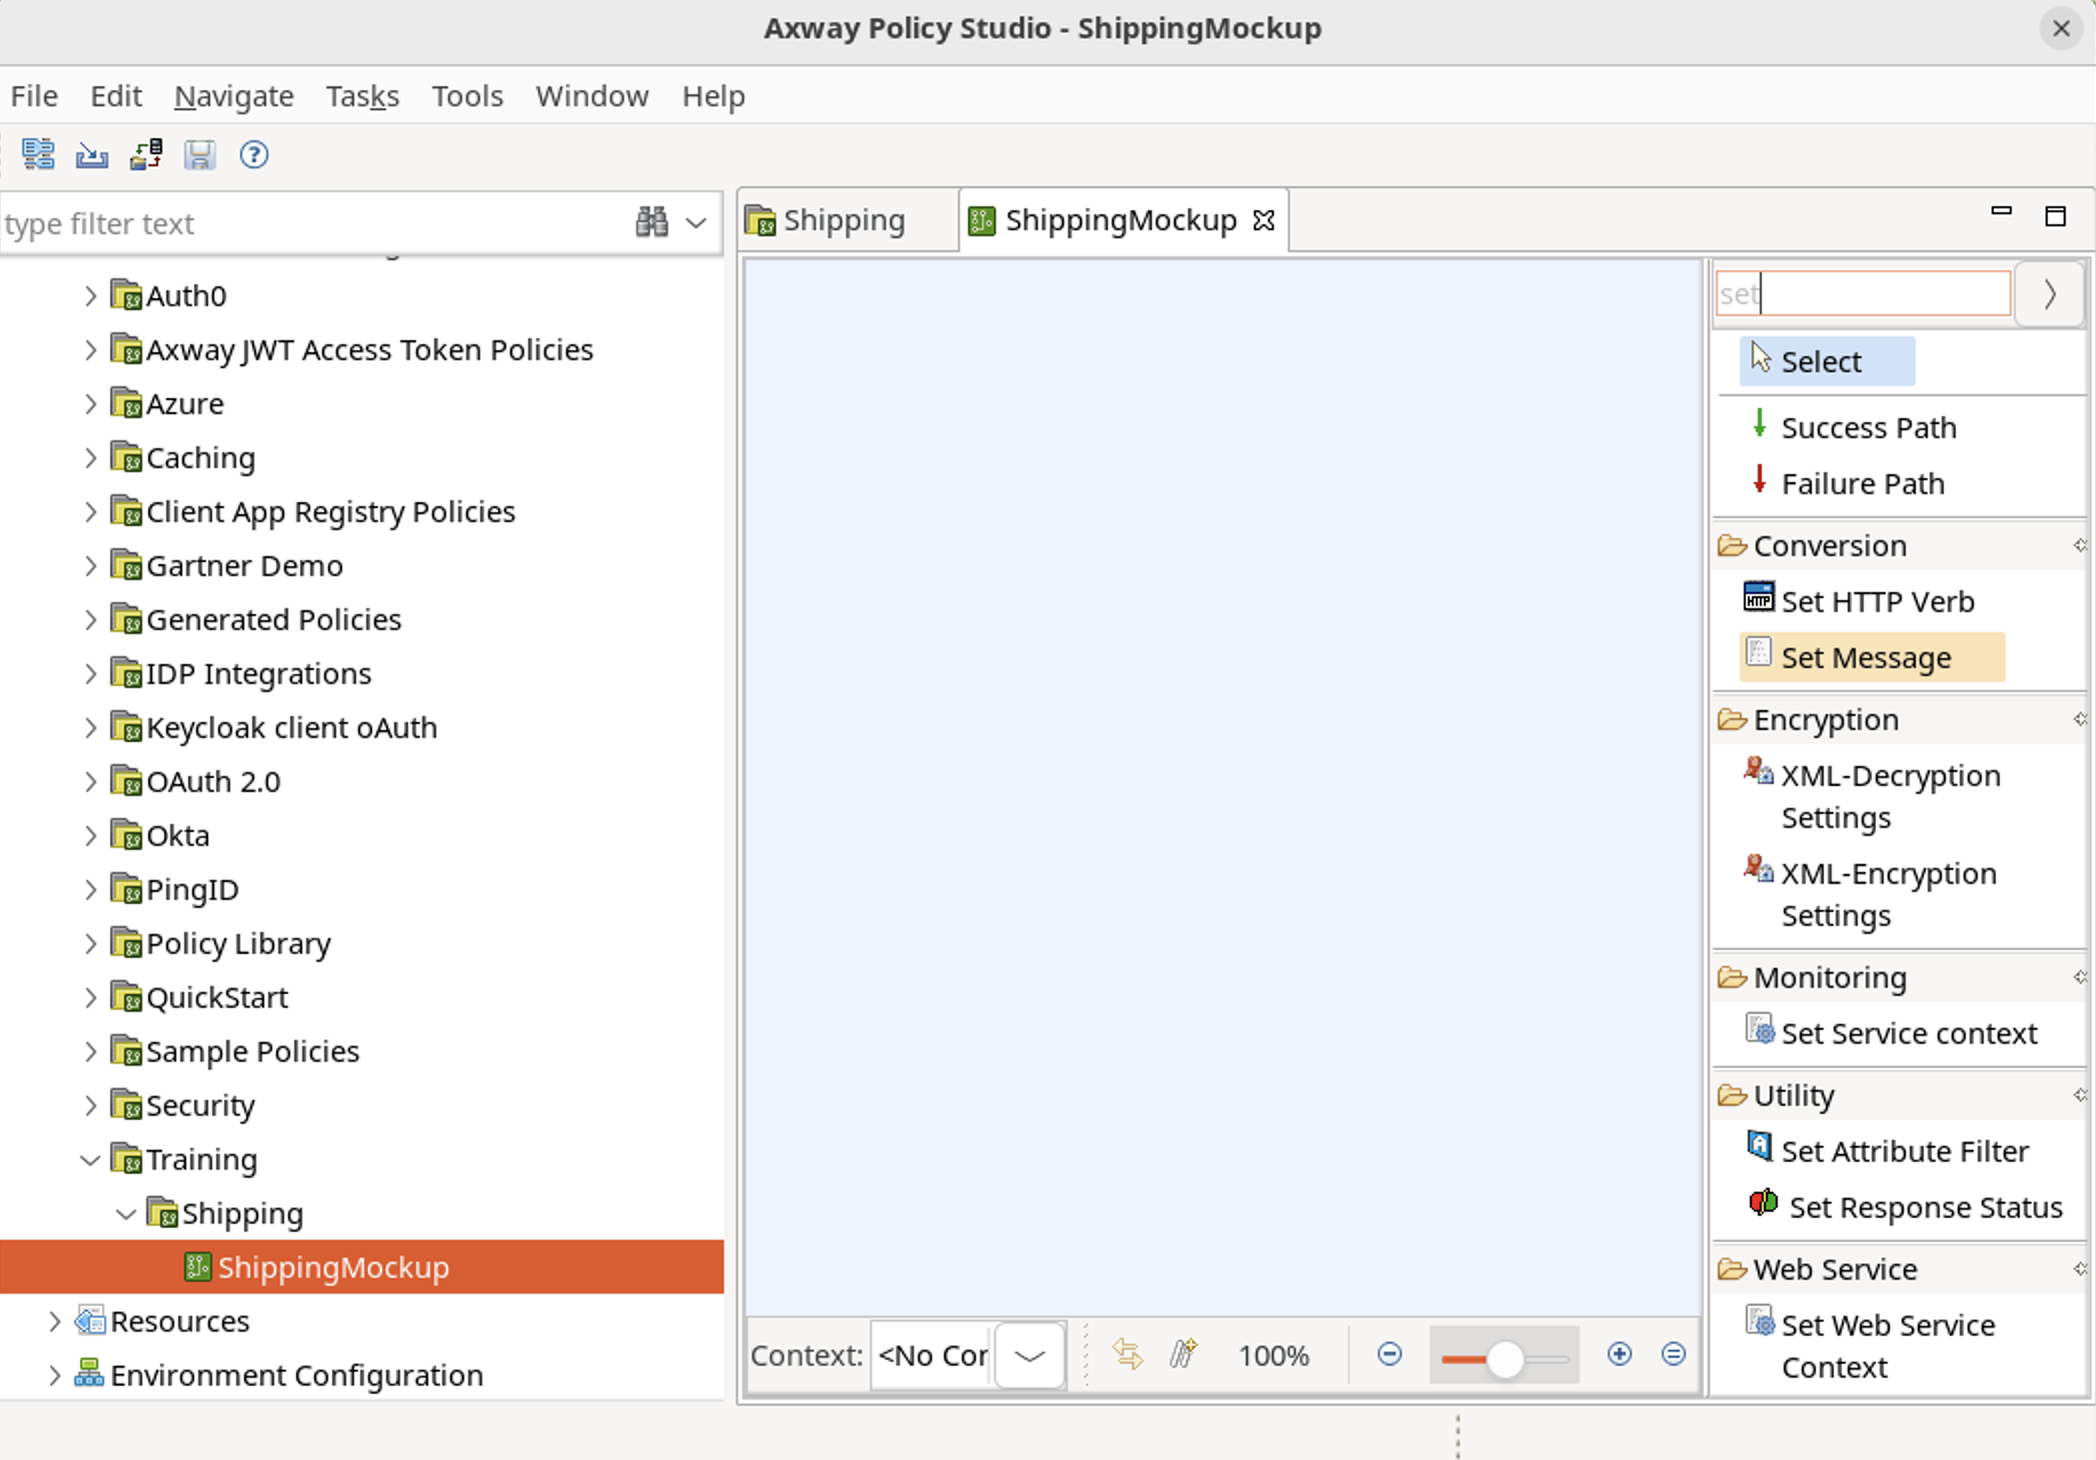 Axway Policy Studio - ShippingMockup
File Edit Navigate Tasks Tools Window Help
type filter text
Auth0
Axway JWT Access Token Policies
Azure
Caching
Client App Registry Policies
Gartner Demo
Generated Policies
IDP Integrations
Keycloak client oAuth
OAuth 2.0
Okta
PingID
Policy Library
QuickStart
Sample Policies
Security
Training
Shipping
ShippingMockup
Resources
Environment Configuration
Shipping
ShippingMockup
Context: <No Cor
100%
set
Select
Success Path
Failure Path
Conversion
HTTP
Set HTTP Verb
Set Message
Encryption
XML-Decryption
Settings
XML-Encryption
Settings
Monitoring
Set Service context
Utility
Set Attribute Filter
Set Response Status
Web Service
Set Web Service
Context